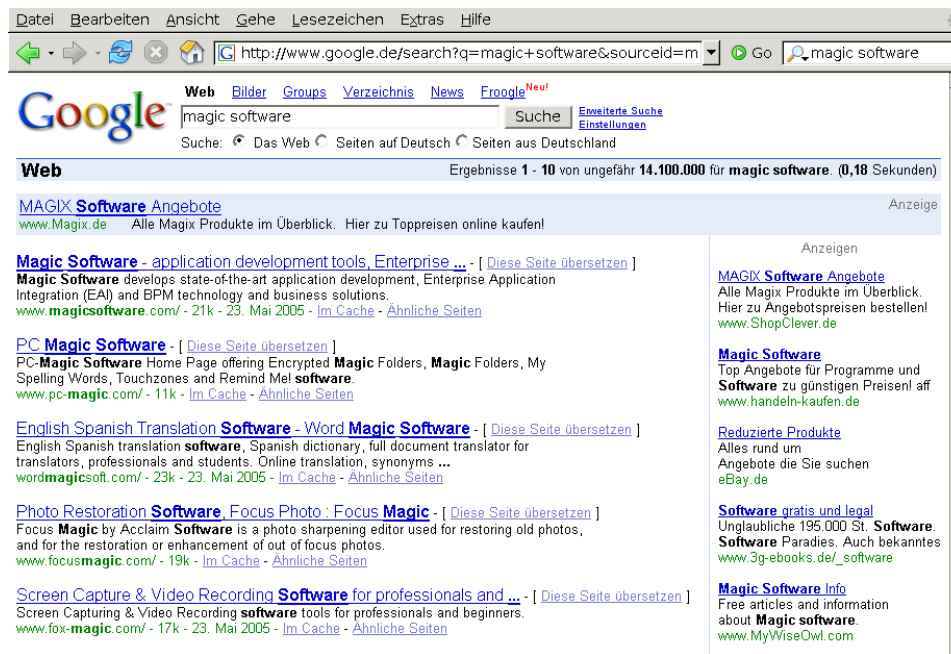 Datei Bearbeiten Ansicht Gehe Lesezeichen Extras Hilfe
http://www.google.de/search?q=magic+software&sourceid=m Go magic software
Google™ Web Bilder Groups Verzeichnis News Froogle Neu!
magic software Suche Erweiterte Suche
Einstellungen
Suche: Das Web Seiten auf Deutsch Seiten aus Deutschland
Web Ergebnisse 1 - 10 von ungefähr 14.100.000 für magic software. (0,18 Sekunden)
MAGIX Software Angebote Anzeige
www.Magix.de Alle Magix Produkte im Überblick. Hier zu Toppreisen online kaufen!
Magic Software - application development tools, Enterprise ... - [ Diese Seite übersetzen ]
Magic Software develops state-of-the-art application development, Enterprise Application
Integration (EAI) and BPM technology and business solutions.
www.magicsoftware.com/ - 21k - 23. Mai 2005 - Im Cache - Ähnliche Seiten
PC Magic Software - [ Diese Seite übersetzen ]
PC-Magic Software Home Page offering Encrypted Magic Folders, Magic Folders, My
Spelling Words, Touchzones and Remind Me! software.
www.pc-magic.com/ - 11k - Im Cache - Ähnliche Seiten
English Spanish Translation Software - Word Magic Software - [ Diese Seite übersetzen ]
English Spanish translation software, Spanish dictionary, full document translator for
translators, professionals and students. Online translation, synonyms ...
wordmagicsoft.com/ - 23k - 23. Mai 2005 - Im Cache - Ähnliche Seiten
Photo Restoration Software, Focus Photo : Focus Magic - [ Diese Seite übersetzen ]
Focus Magic by Acclaim Software is a photo sharpening editor used for restoring old photos,
and for the restoration or enhancement of out of focus photos.
www.focusmagic.com/ - 19k - Im Cache - Ähnliche Seiten
Screen Capture & Video Recording Software for professionals and ... - [ Diese Seite übersetzen ]
Screen Capturing & Video Recording software tools for professionals and beginners.
www.fox-magic.com/ - 17k - 23. Mai 2005 - Im Cache - Ähnliche Seiten
Anzeigen
MAGIX Software Angebote
Alle Magix Produkte im Überblick.
Hier zu Angebotspreisen bestellen!
www.ShopClever.de
Magic Software
Top Angebote für Programme und
Software zu günstigen Preisen! aff
www.handeln-kaufen.de
Reduzierte Produkte
Alles rund um
Angebote die Sie suchen
eBay.de
Software gratis und legal
Unglaubliche 195.000 St. Software.
Software Paradies. Auch bekanntes
www.3g-ebooks.de/_software
Magic Software Info
Free articles and information
about Magic software.
www.MyWiseOwl.com